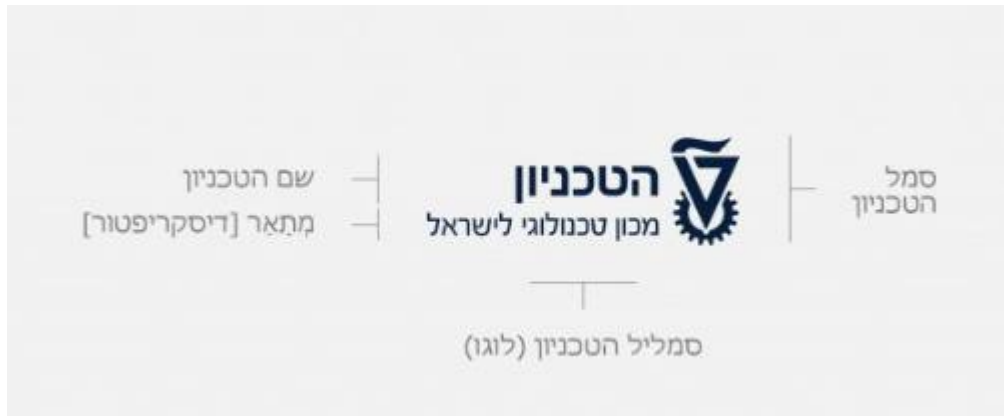 סמל
הטכניון
הטכניון
מכון טכנולוגי לישראל
שם הטכניון
מְתַאֵר [דיסקריפטור]
סמליל הטכניון (לוגו)